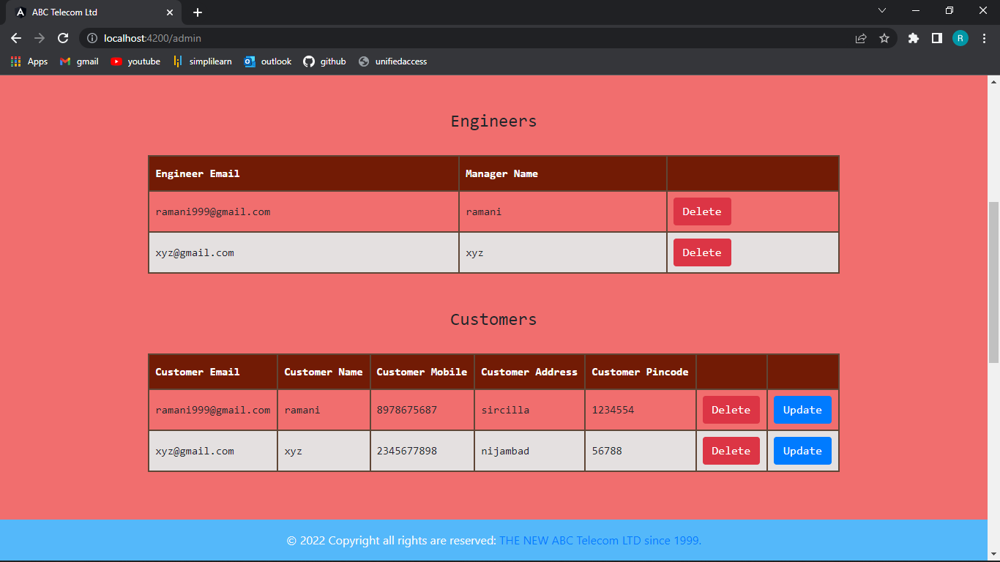 ABC Telecom Ltd
localhost:4200/admin
R
Apps gmail youtube simplilearn outlook github unifiedaccess
Engineers
Engineer Email Manager Name
ramani999@gmail.com ramani Delete
xyz@gmail.com xyz Delete
Customers
Customer Email Customer Name Customer Mobile Customer Address Customer Pincode
ramani999@gmail.com ramani 8978675687 sircilla 1234554 Delete Update
xyz@gmail.com xyz 2345677898 nijambad 56788 Delete Update
© 2022 Copyright all rights are reserved: THE NEW ABC Telecom LTD since 1999.